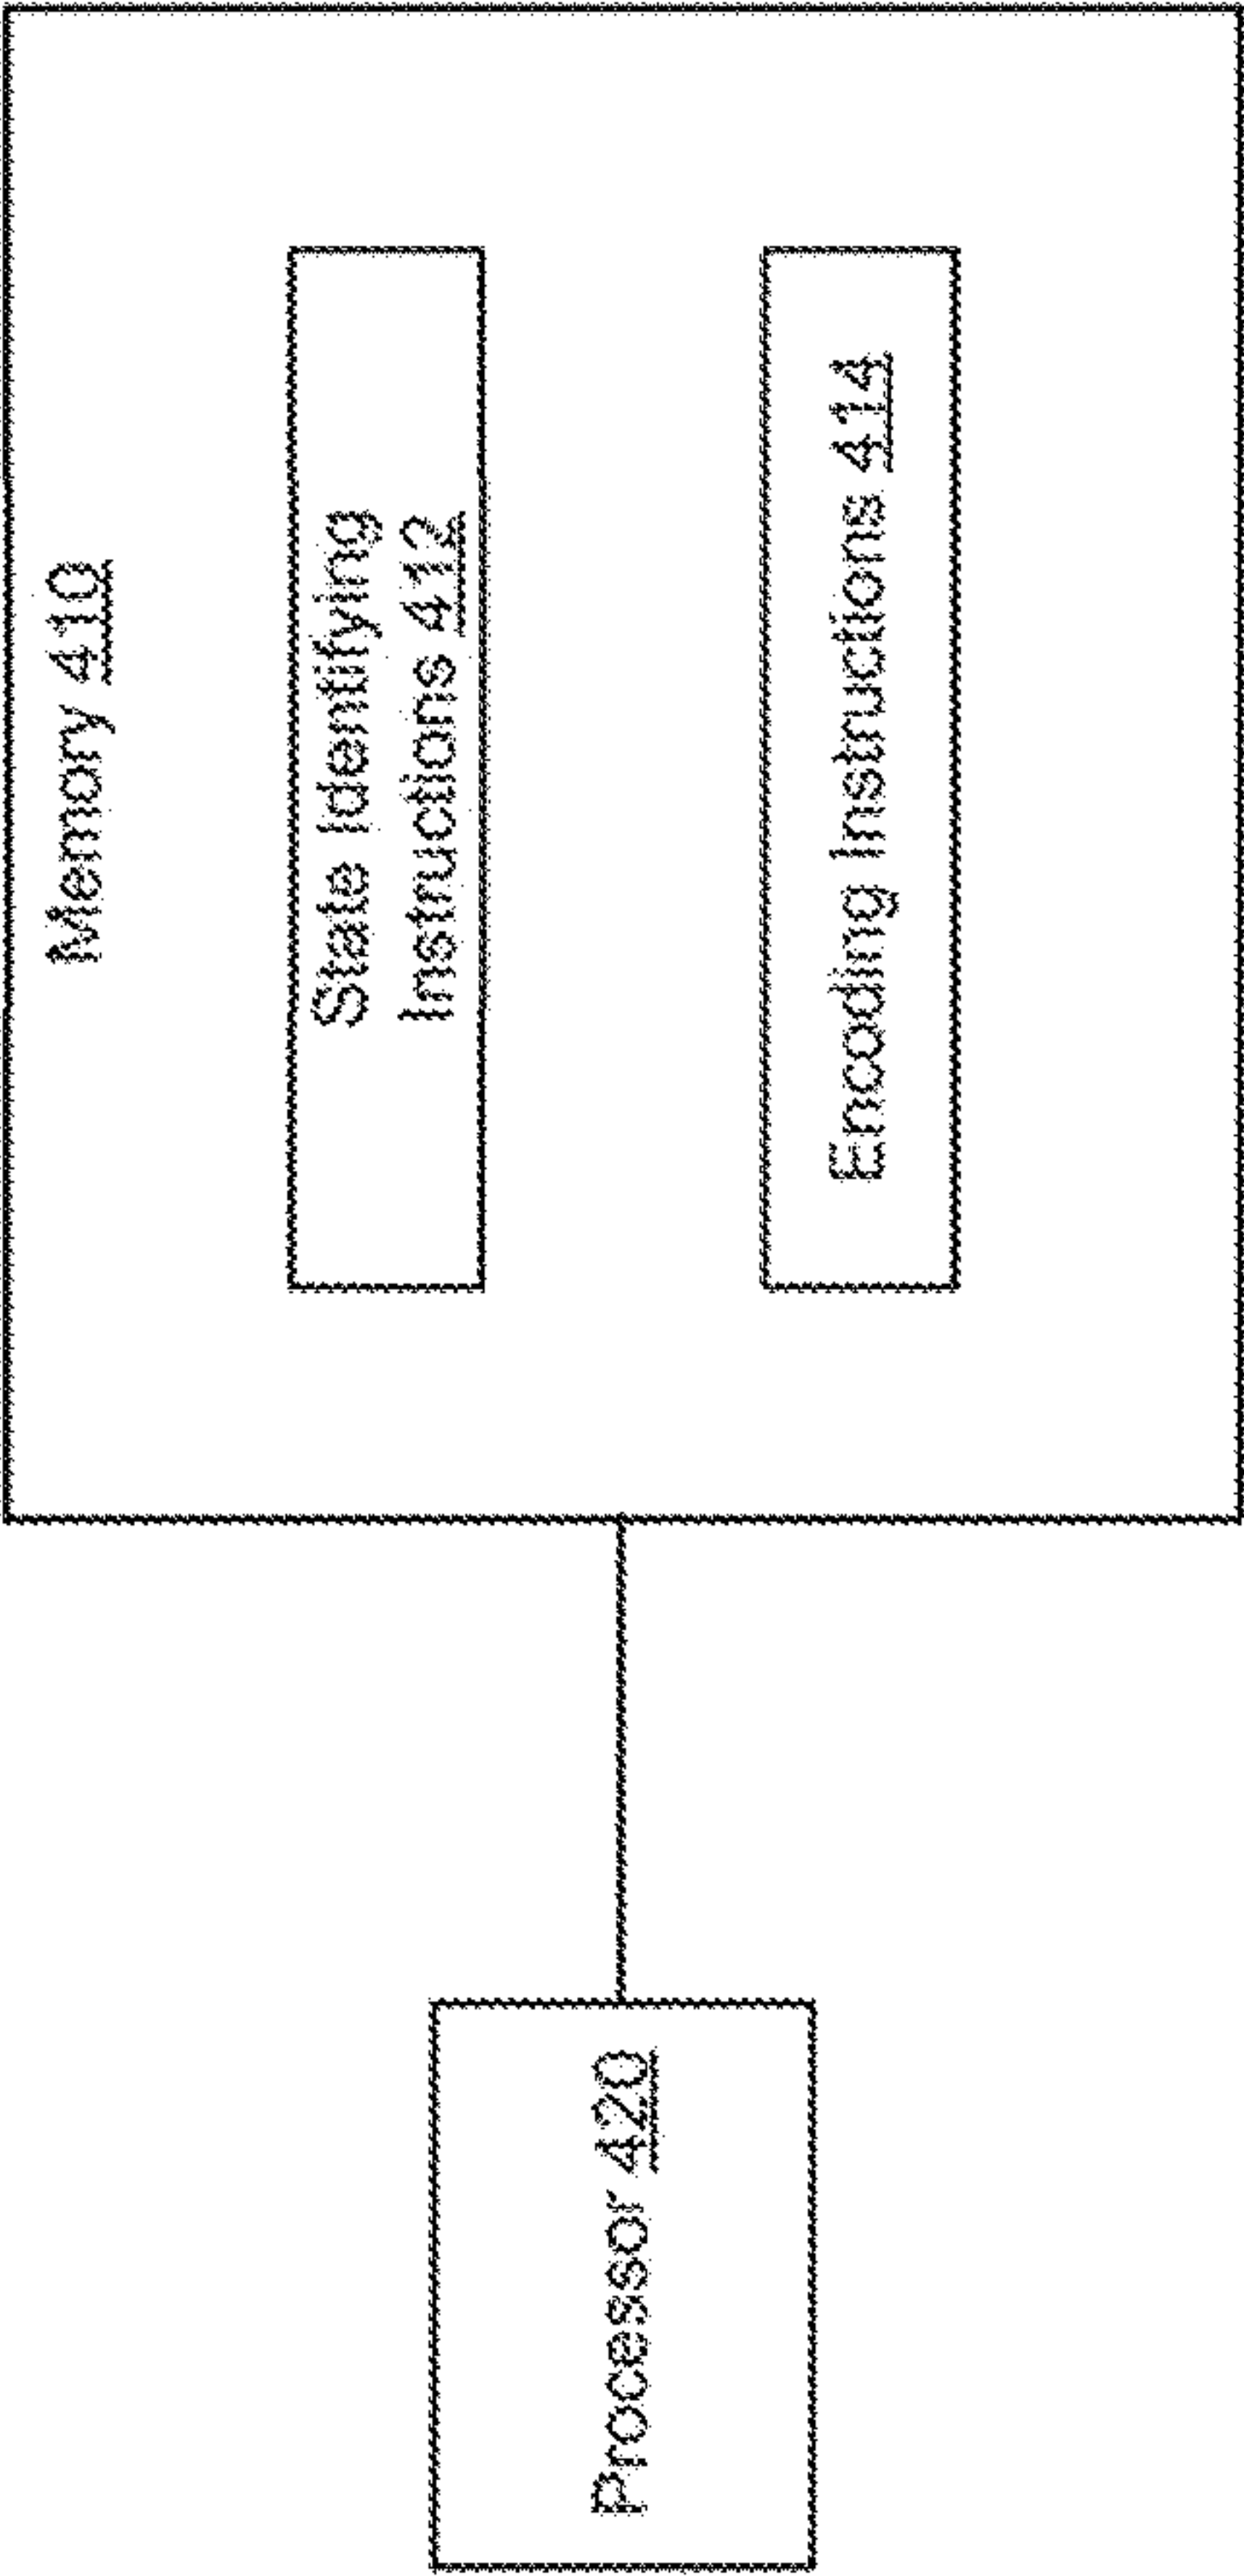 Memory 410
State Identifying
Instructions 412
Encoding Instructions 414
Processor 420